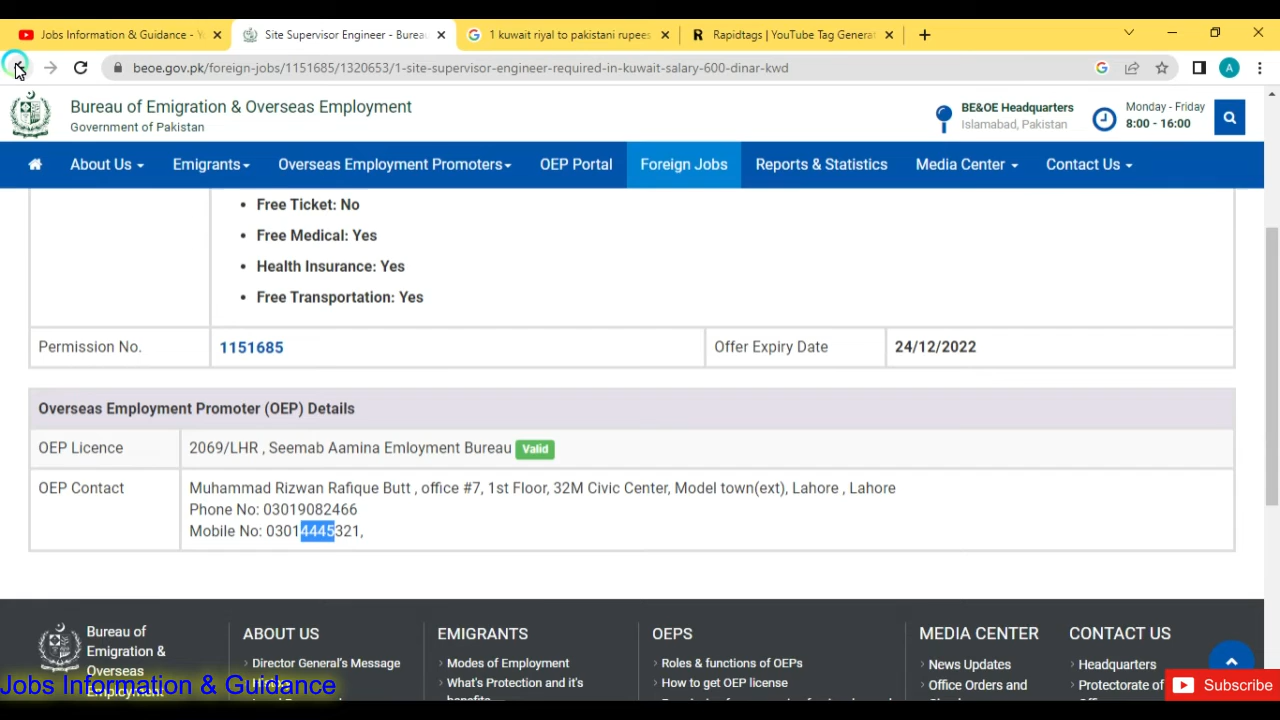 Jobs Information & Guidance -
Site Supervisor Engineer - Burea
1 kuwait riyal to pakistani rupees
Rapidtags | YouTube Tag Generat
beoe.gov.pk/foreign-jobs/1151685/1320653/1-site-supervisor-engineer-required-in-kuwait-salary-600-dinar-kwd
A
Bureau of Emigration & Overseas Employment
Government of Pakistan
BE&OE Headquarters
Islamabad, Pakistan
Monday - Friday
8:00 - 16:00
About Us
Emigrants
Overseas Employment Promoters
OEP Portal
Foreign Jobs
Reports & Statistics
Media Center
Contact Us
• Free Ticket: No
• Free Medical: Yes
• Health Insurance: Yes
• Free Transportation: Yes
Permission No.
1151685
Offer Expiry Date
24/12/2022
Overseas Employment Promoter (OEP) Details
OEP Licence
2069/LHR , Seemab Aamina Emloyment Bureau Valid
OEP Contact
Muhammad Rizwan Rafique Butt , office #7, 1st Floor, 32M Civic Center, Model town(ext), Lahore , Lahore
Phone No: 03019082466
Mobile No: 03014445321,
Bureau of
Emigration &
Overseas
ABOUT US
› Director General's Message
EMIGRANTS
› Modes of Employment
› What's Protection and it's
OEPS
› Roles & functions of OEPs
› How to get OEP license
MEDIA CENTER
› News Updates
› Office Orders and
CONTACT US
› Headquarters
› Protectorate of
Jobs Information & Guidance
Subscribe